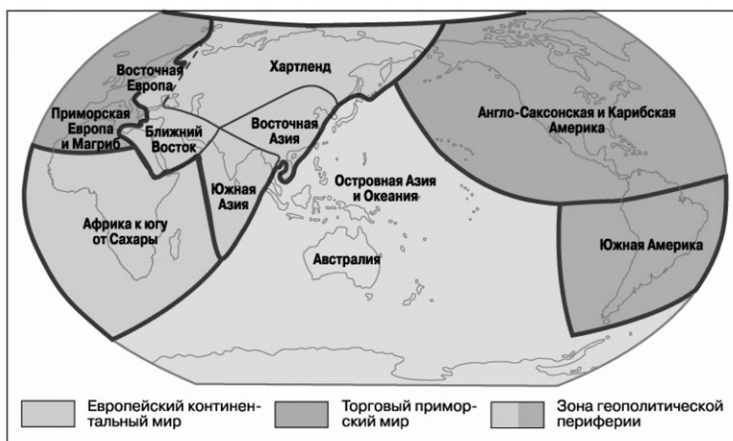 Восточная
Европа
Хартленд
Приморская
Европа
и Магриб
Ближний
Восток
Восточная
Азия
Англо-Саксонская и Карибская
Америка
Южная
Азия
Островная Азия
и Океания
Африка к югу
от Сахары
Австралия
Южная Америка
Европейский континен-
тальный мир
Торговый примор-
ский мир
Зона геополитической
периферии